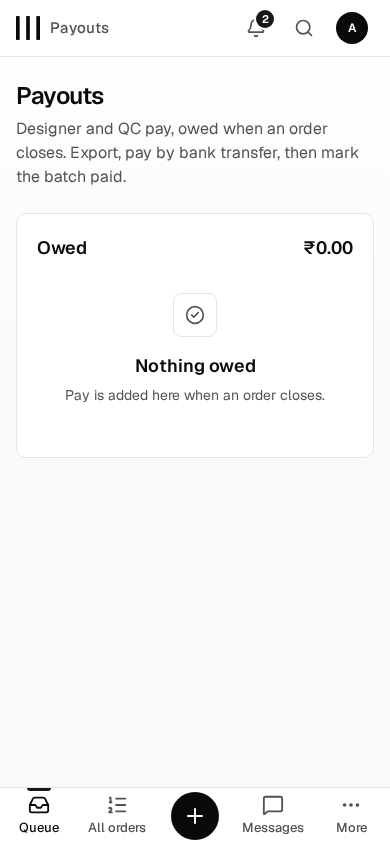 Payouts
2
A
Payouts
Designer and QC pay, owed when an order
closes. Export, pay by bank transfer, then mark
the batch paid.
Owed
₹0.00
Nothing owed
Pay is added here when an order closes.
Queue
All orders
Messages
More